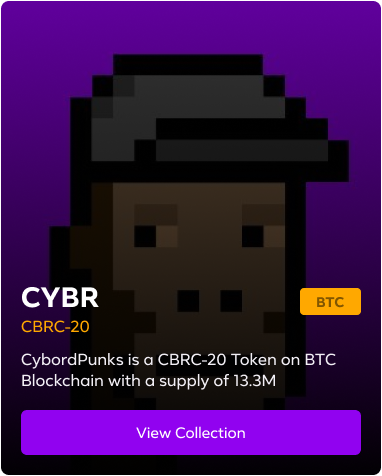 CYBR
BTC
CBRC-20
CybordPunks is a CBRC-20 Token on BTC
Blockchain with a supply of 13.3M
View Collection